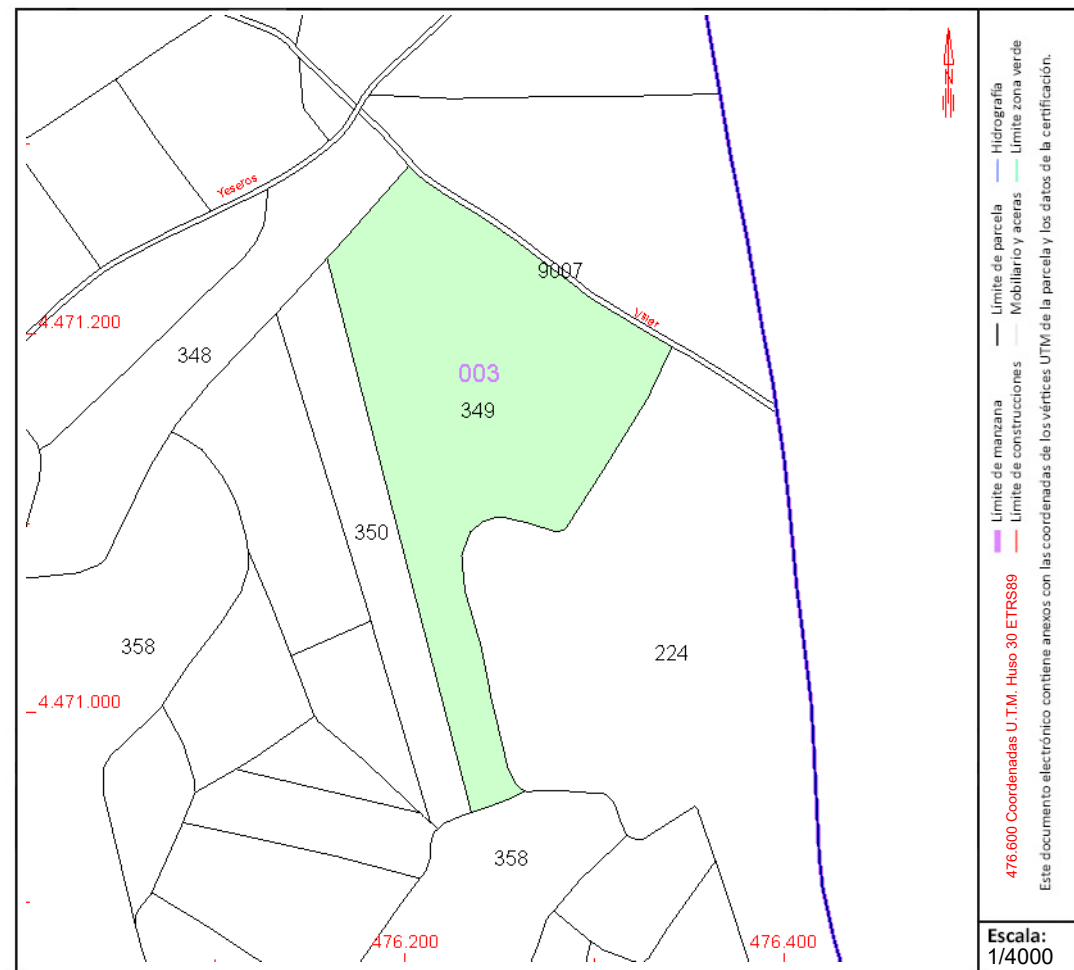 N
Yeseros
9007
Viller
4.471.200
348
003
349
350
358
224
4.471.000
358
476.200
476.400
Límite de manzana
Límite de parcela
Hidrografía
Límite de construcciones
Mobiliario y aceras
Límite zona verde
476.600 Coordenadas U.T.M. Huso 30 ETRS89
Este documento electrónico contiene anexos con las coordenadas de los vértices UTM de la parcela y los datos de la certificación.
Escala:
1/4000